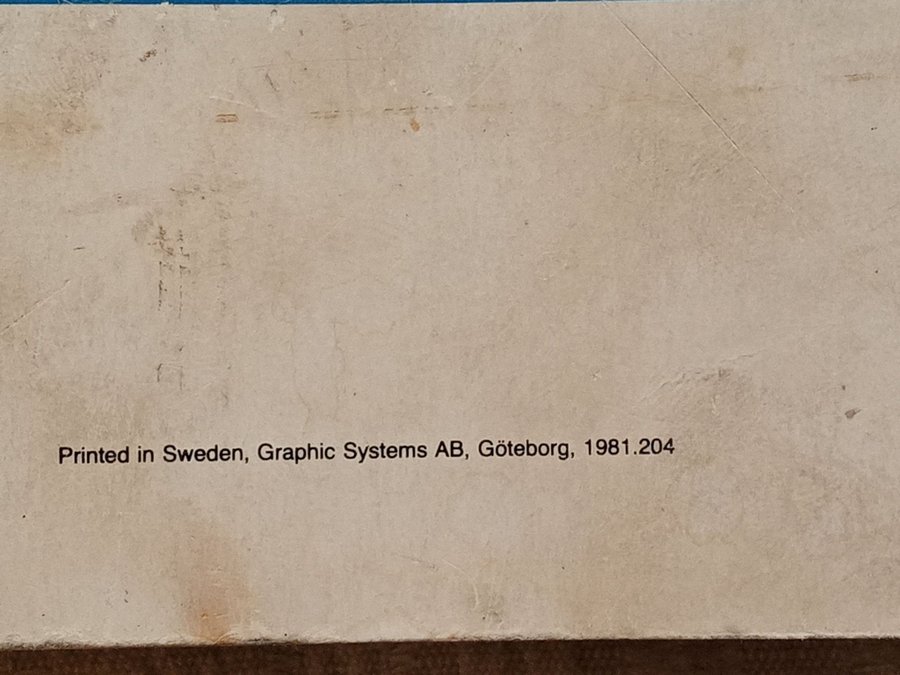 Printed in Sweden, Graphic Systems AB, Göteborg, 1981.204